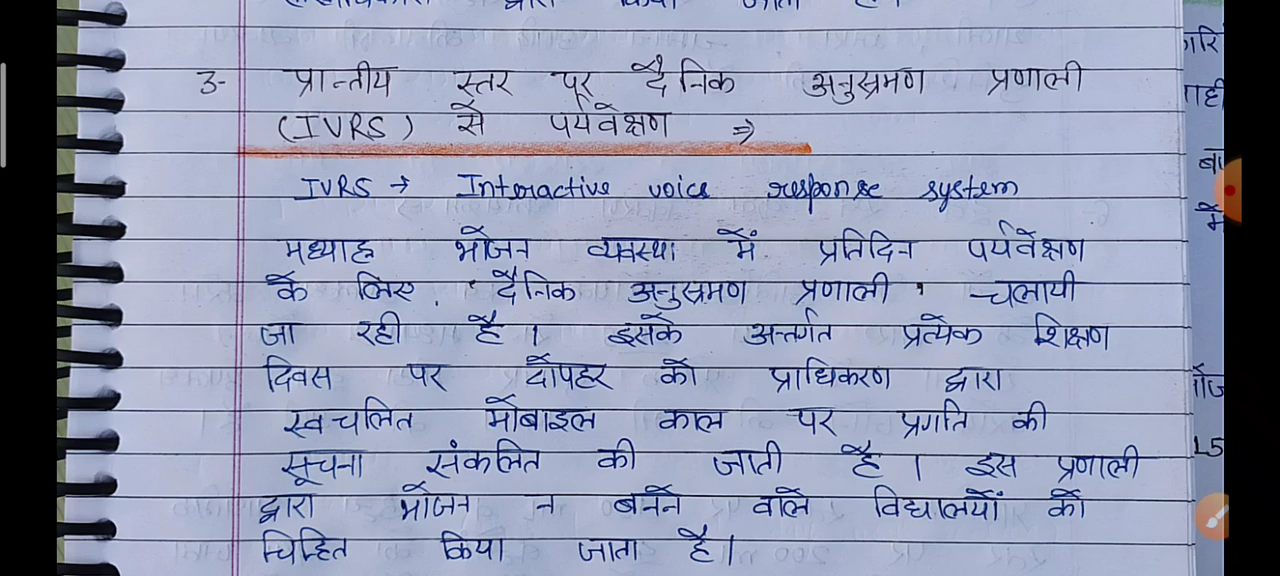 द्वारा किया जाता है।
3- प्रान्तीय स्तर पर दैनिक अनुस्रमण प्रणाली
(IVRS) से पर्यवेक्षण ⇒
IVRS → Interactive voice response system
मध्याह्न भोजन व्यवस्था में प्रतिदिन पर्यवेक्षण
के लिए 'दैनिक अनुस्रमण प्रणाली' चलायी
जा रही है। इसके अन्तर्गत प्रत्येक शिक्षण
दिवस पर दोपहर को प्राधिकरण द्वारा
स्वचलित मोबाइल काल पर प्रगति की
सूचना संकलित की जाती है। इस प्रणाली
द्वारा भोजन न बनने वाले विद्यालयों को
चिन्हित किया जाता है।
15